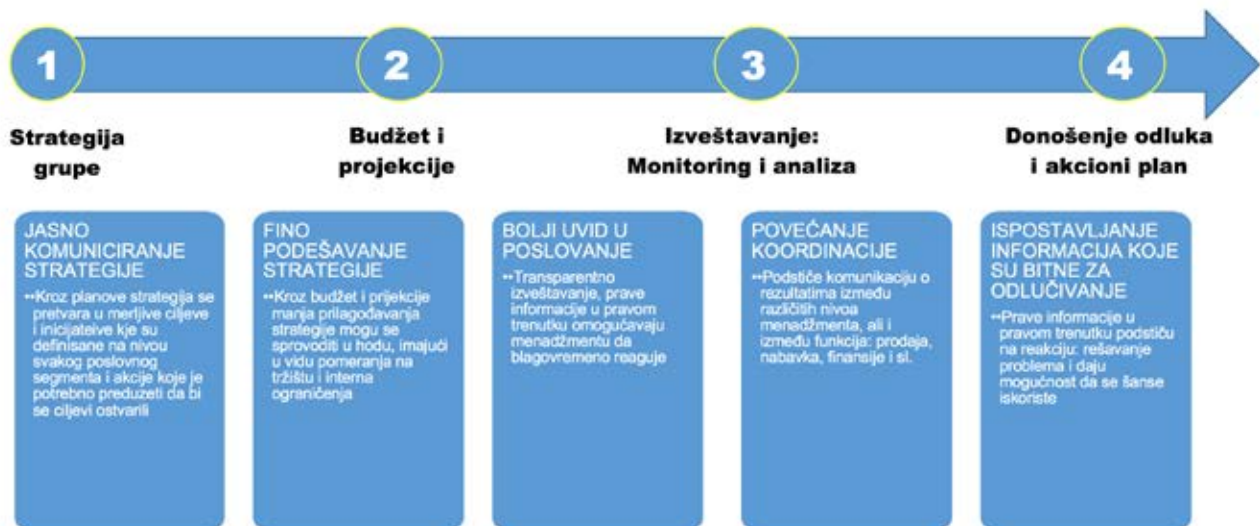 1
2
3
4
Strategija
grupe
Budžet i
projekcije
Izveštavanje:
Monitoring i analiza
Donošenje odluka
i akcioni plan
JASNO
KOMUNICIRANJE
STRATEGIJE
••Kroz planove strategija se
pretvara u merljive ciljeve
i inicijateive kje su
definisane na nivou
svakog poslovnog
segmenta i akcije koje je
potrebno preduzeti da bi
se ciljevi ostvarili
FINO
PODEŠAVANJE
STRATEGIJE
••Kroz budžet i prijekcije
manja prilagođavanja
strategije mogu se
sprovoditi u hodu, imajući
u vidu pomeranja na
tržištu i interna
ograničenja
BOLJI UVID U
POSLOVANJE
••Transparentno
izveštavanje, prave
informacije u pravom
trenutku omogućavaju
menadžmentu da
blagovremeno reaguje
POVEĆANJE
KOORDINACIJE
••Podstiče komunikaciju o
rezultatima između
različitih nivoa
menadžmenta, ali i
između funkcija: prodaja,
nabavka, finansije i sl.
ISPOSTAVLJANJE
INFORMACIJA KOJE
SU BITNE ZA
ODLUČIVANJE
••Prave informacije u
pravom trenutku podstiču
na reakciju: rešavanje
problema i daju
mogućnost da se šanse
iskoriste